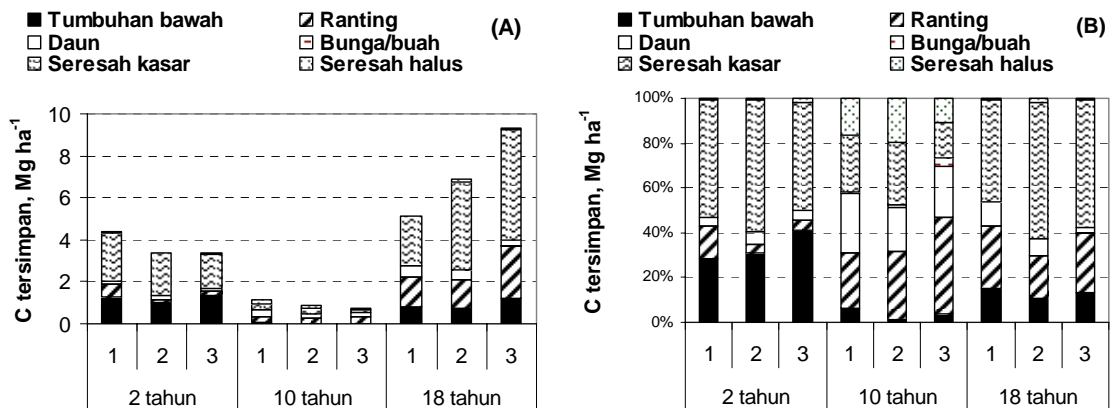 Tumbuhan bawah Ranting (A)
Daun Bunga/buah
Seresah kasar Seresah halus
C tersimpan, Mg ha⁻¹
10
8
6
4
2
0
1 2 3 1 2 3 1 2 3
2 tahun 10 tahun 18 tahun
Tumbuhan bawah Ranting (B)
Daun Bunga/buah
Seresah kasar Seresah halus
C tersimpan, Mg ha⁻¹
100%
80%
60%
40%
20%
0%
1 2 3 1 2 3 1 2 3
2 tahun 10 tahun 18 tahun